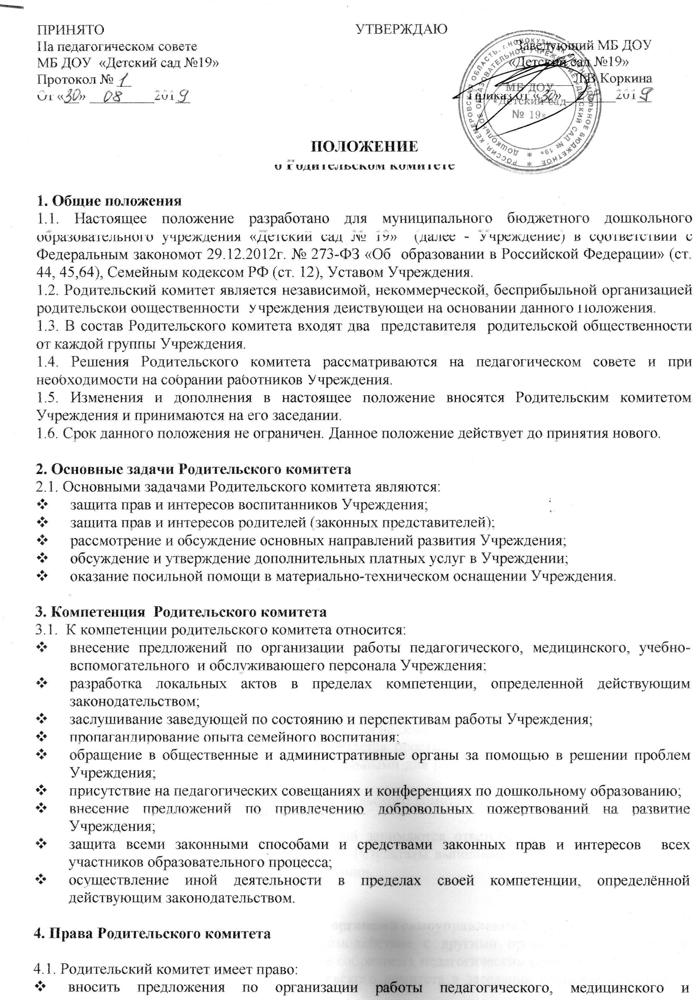 ПРИНЯТО
На педагогическом совете
МБ ДОУ «Детский сад №19»
Протокол № 1
От «30» 08 2019
УТВЕРЖДАЮ
Заведующий МБ ДОУ
«Детский сад №19»
Л.В.Коркина
Приказ от «30» 08 2019
РОССИЯ, КЕМЕРОВСКАЯ ОБЛАСТЬ, г.НОВОКУЗНЕЦК * МУНИЦИПАЛЬНОЕ БЮДЖЕТНОЕ *
ДОШКОЛЬНОЕ ОБРАЗОВАТЕЛЬНОЕ УЧРЕЖДЕНИЕ «ДЕТСКИЙ САД № 19» *
МБ ДОУ
«Детский сад
№ 19»
ПОЛОЖЕНИЕ
о Родительском комитете
1. Общие положения
1.1. Настоящее положение разработано для муниципального бюджетного дошкольного
образовательного учреждения «Детский сад № 19» (далее - Учреждение) в соответствии с
Федеральным закономот 29.12.2012г. № 273-ФЗ «Об образовании в Российской Федерации» (ст.
44, 45,64), Семейным кодексом РФ (ст. 12), Уставом Учреждения.
1.2. Родительский комитет является независимой, некоммерческой, бесприбыльной организацией
родительской общественности Учреждения действующей на основании данного Положения.
1.3. В состав Родительского комитета входят два представителя родительской общественности
от каждой группы Учреждения.
1.4. Решения Родительского комитета рассматриваются на педагогическом совете и при
необходимости на собрании работников Учреждения.
1.5. Изменения и дополнения в настоящее положение вносятся Родительским комитетом
Учреждения и принимаются на его заседании.
1.6. Срок данного положения не ограничен. Данное положение действует до принятия нового.
2. Основные задачи Родительского комитета
2.1. Основными задачами Родительского комитета являются:
❖ защита прав и интересов воспитанников Учреждения;
❖ защита прав и интересов родителей (законных представителей);
❖ рассмотрение и обсуждение основных направлений развития Учреждения;
❖ обсуждение и утверждение дополнительных платных услуг в Учреждении;
❖ оказание посильной помощи в материально-техническом оснащении Учреждения.
3. Компетенция Родительского комитета
3.1. К компетенции родительского комитета относится:
❖ внесение предложений по организации работы педагогического, медицинского, учебно-
вспомогательного и обслуживающего персонала Учреждения;
❖ разработка локальных актов в пределах компетенции, определенной действующим
законодательством;
❖ заслушивание заведующей по состоянию и перспективам работы Учреждения;
❖ пропагандирование опыта семейного воспитания;
❖ обращение в общественные и административные органы за помощью в решении проблем
Учреждения;
❖ присутствие на педагогических совещаниях и конференциях по дошкольному образованию;
❖ внесение предложений по привлечению добровольных пожертвований на развитие
Учреждения;
❖ защита всеми законными способами и средствами законных прав и интересов всех
участников образовательного процесса;
❖ осуществление иной деятельности в пределах своей компетенции, определённой
действующим законодательством.
4. Права Родительского комитета
4.1. Родительский комитет имеет право:
❖ вносить предложения по организации работы педагогического, медицинского и